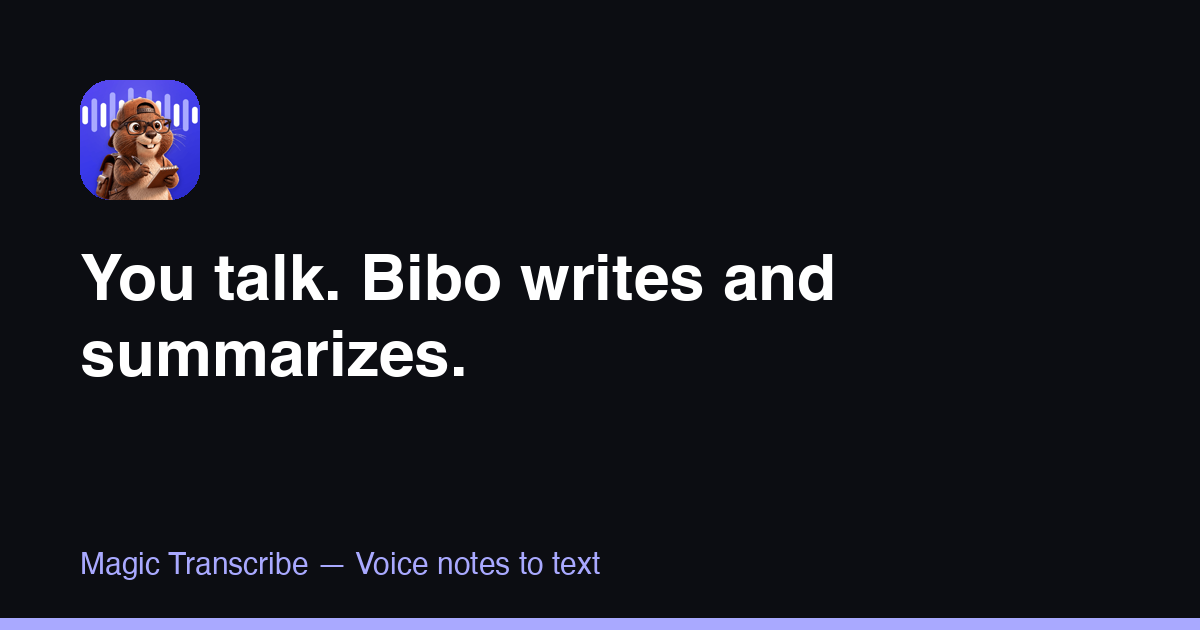 You talk. Bibo writes and
summarizes.
Magic Transcribe — Voice notes to text